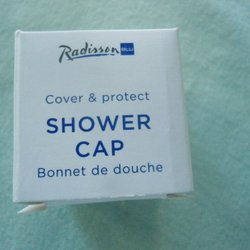 Radisson BLU
Cover & protect
SHOWER
CAP
Bonnet de douche